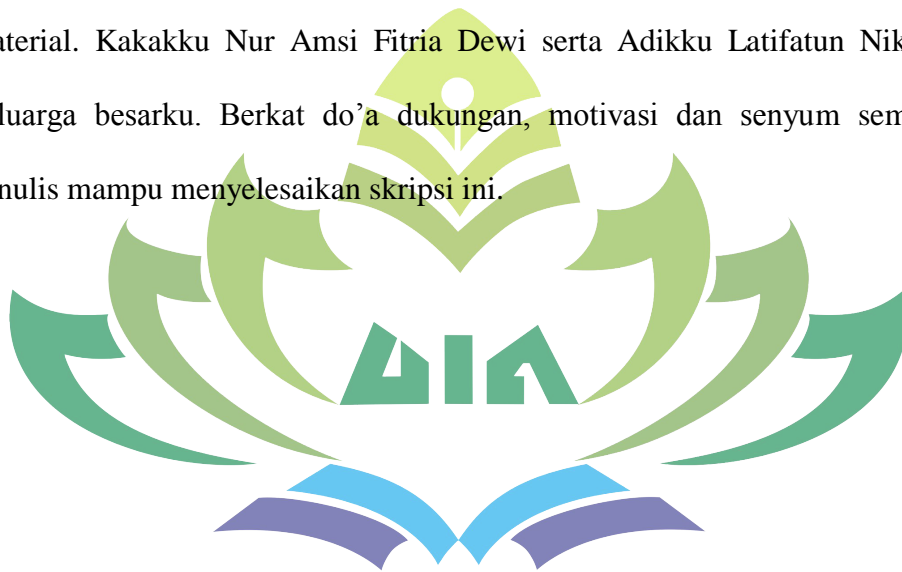 aterial. Kakakku Nur Amsi Fitria Dewi serta Adikku Latifatun Nik
luarga besarku. Berkat do’a dukungan, motivasi dan senyum sem
nulis mampu menyelesaikan skripsi ini.
UIN